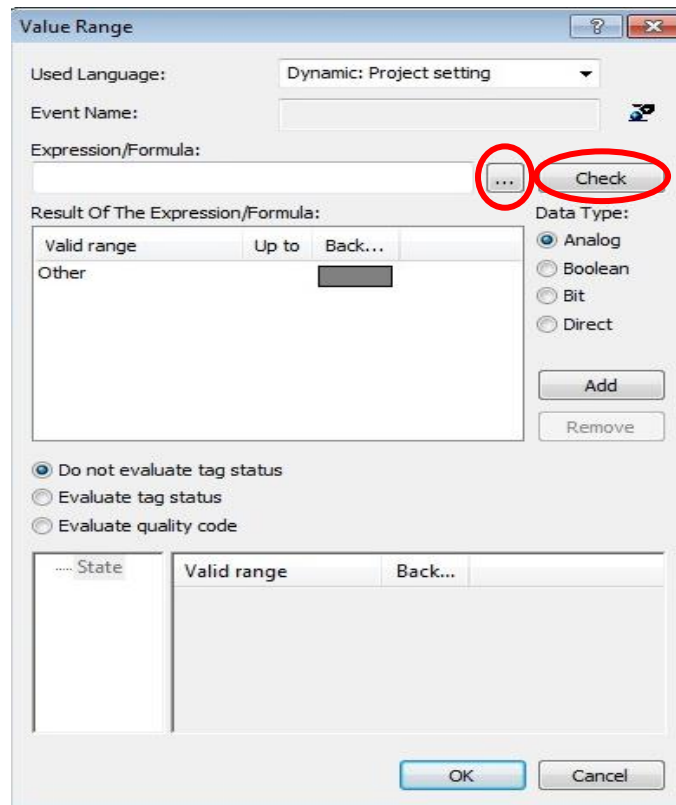 Value Range
Used Language: Dynamic: Project setting
Event Name:
Expression/Formula:
... Check
Result Of The Expression/Formula: Data Type:
Valid range Up to Back... Analog
Other Boolean
Bit
Direct
Add
Remove
Do not evaluate tag status
Evaluate tag status
Evaluate quality code
State Valid range Back...
OK Cancel